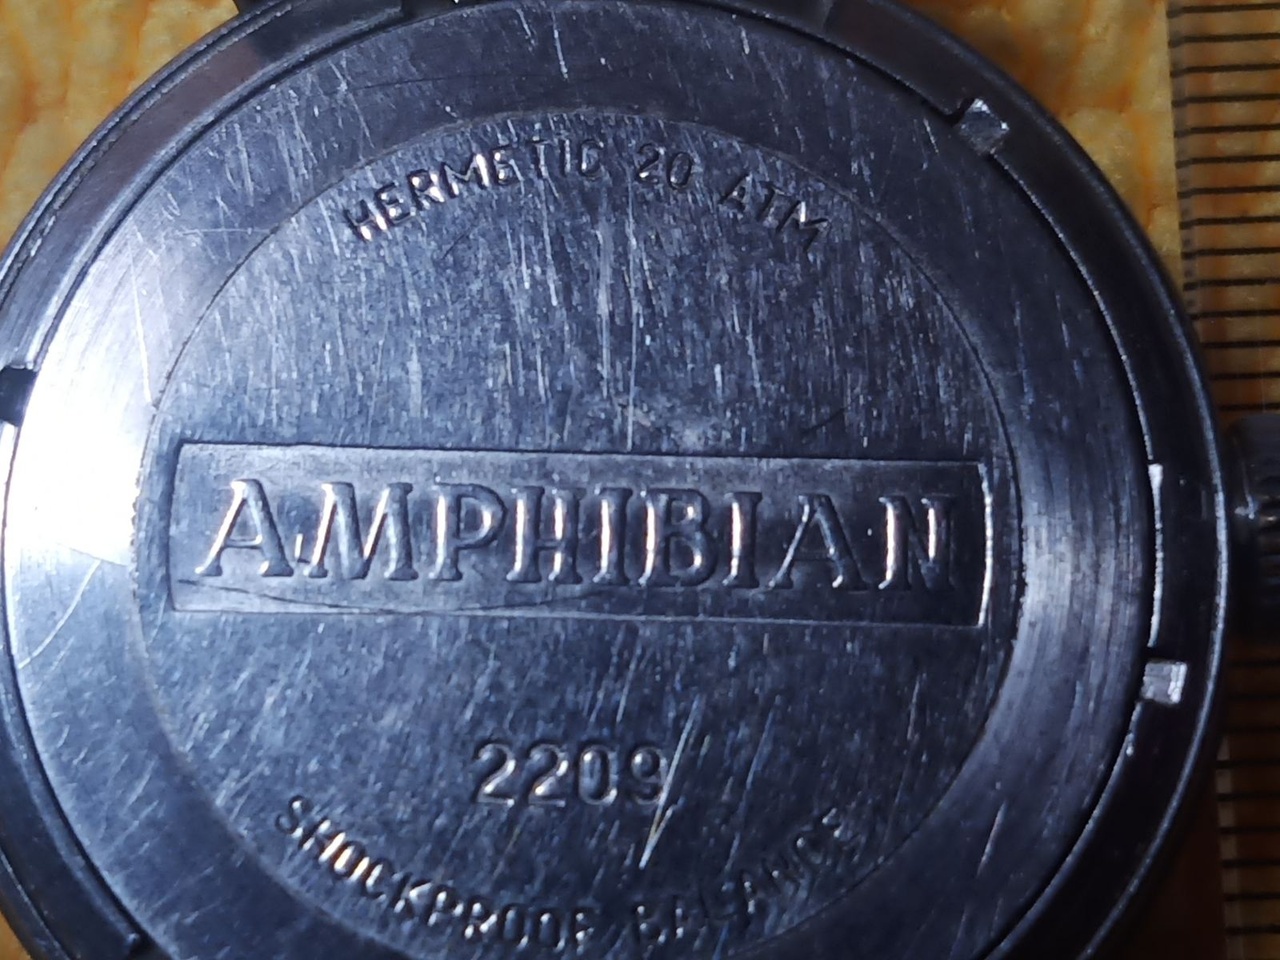 HERMETIC 20 ATM
AMPHIBIAN
2209
SHOCKPROOF BALANCE